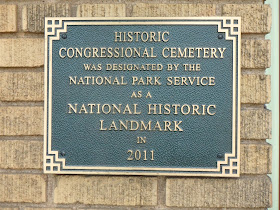 HISTORIC
CONGRESSIONAL CEMETERY
WAS DESIGNATED BY THE
NATIONAL PARK SERVICE
AS A
NATIONAL HISTORIC
LANDMARK
IN
2011